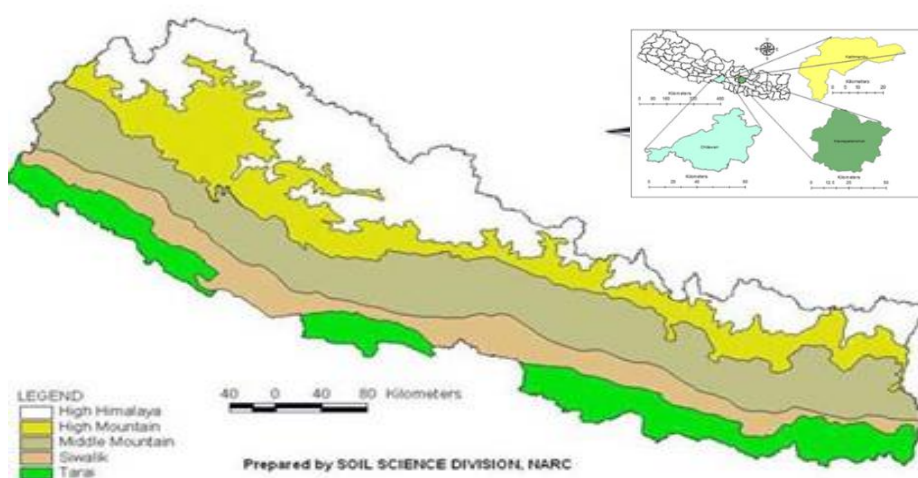 LEGEND
High Himalaya
High Mountain
Middle Mountain
Siwalik
Tarai
40 0 40 80 Kilometers
Prepared by SOIL SCIENCE DIVISION, NARC
Kilometers
Kilometers
Chitwan
Kilometers
Kilometers